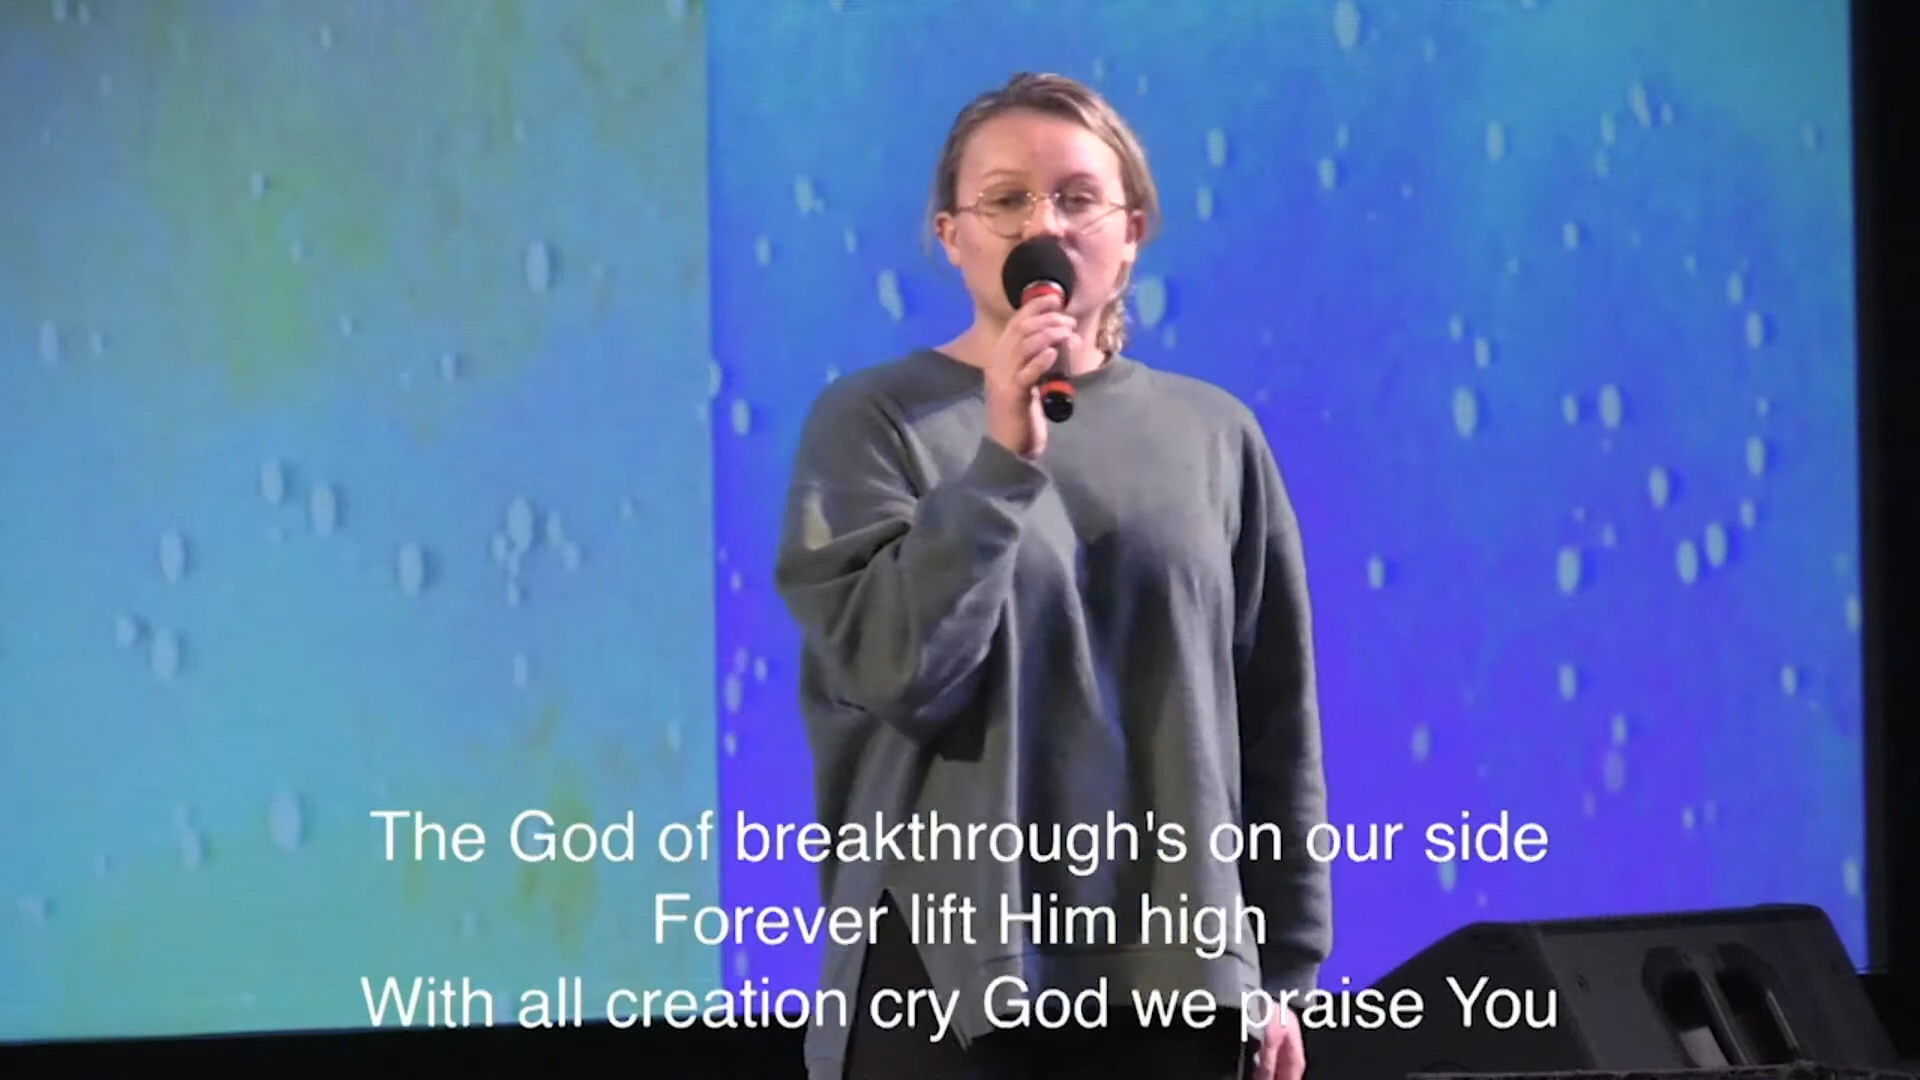 The God of breakthrough's on our side
Forever lift Him high
With all creation cry God we praise You